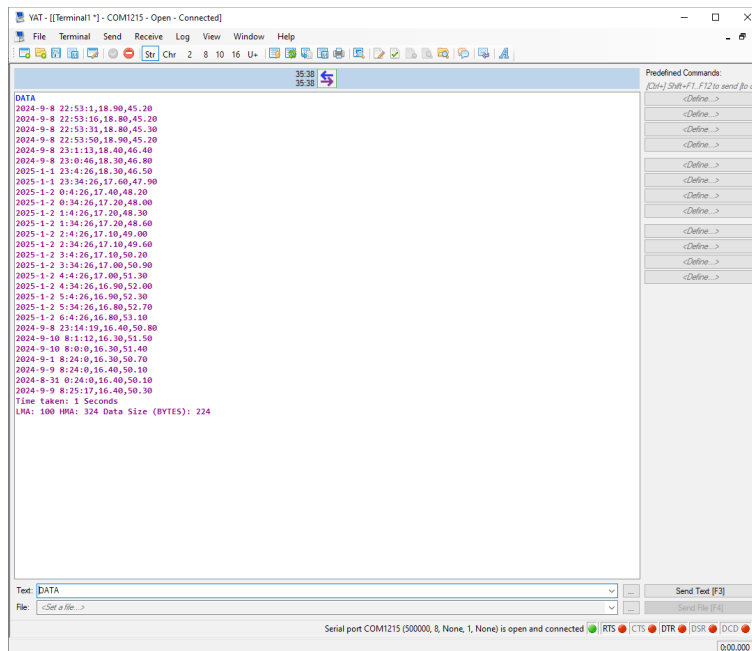 YAT - [[Terminal1 *] - COM1215 - Open - Connected]
File Terminal Send Receive Log View Window Help
Str Chr 2 8 10 16 U+
35:38
35:38
Predefined Commands:
[Ctrl+] Shift+F1..F12 to send [to c
DATA
2024-9-8 22:53:1,18.90,45.20
2024-9-8 22:53:16,18.80,45.20
2024-9-8 22:53:31,18.80,45.30
2024-9-8 22:53:50,18.90,45.20
2024-9-8 23:1:13,18.40,46.40
2024-9-8 23:0:46,18.30,46.80
2025-1-1 23:4:26,18.30,46.50
2025-1-1 23:34:26,17.60,47.90
2025-1-2 0:4:26,17.40,48.20
2025-1-2 0:34:26,17.20,48.00
2025-1-2 1:4:26,17.20,48.30
2025-1-2 1:34:26,17.20,48.60
2025-1-2 2:4:26,17.10,49.00
2025-1-2 2:34:26,17.10,49.60
2025-1-2 3:4:26,17.10,50.20
2025-1-2 3:34:26,17.00,50.90
2025-1-2 4:4:26,17.00,51.30
2025-1-2 4:34:26,16.90,52.00
2025-1-2 5:4:26,16.90,52.30
2025-1-2 5:34:26,16.80,52.70
2025-1-2 6:4:26,16.80,53.10
2024-9-8 23:14:19,16.40,50.80
2024-9-10 8:1:12,16.30,51.50
2024-9-10 8:0:0,16.30,51.40
2024-9-1 8:24:0,16.30,50.70
2024-9-9 8:24:0,16.40,50.10
2024-8-31 0:24:0,16.40,50.10
2024-9-9 8:25:17,16.40,50.30
Time taken: 1 Seconds
LMA: 100 HMA: 324 Data Size (BYTES): 224
<Define...>
<Define...>
<Define...>
<Define...>
<Define...>
<Define...>
<Define...>
<Define...>
<Define...>
<Define...>
<Define...>
<Define...>
Text: DATA ... Send Text [F3]
File: <Set a file...> ... Send File [F4]
Serial port COM1215 (500000, 8, None, 1, None) is open and connected RTS CTS DTR DSR DCD
0:00.000